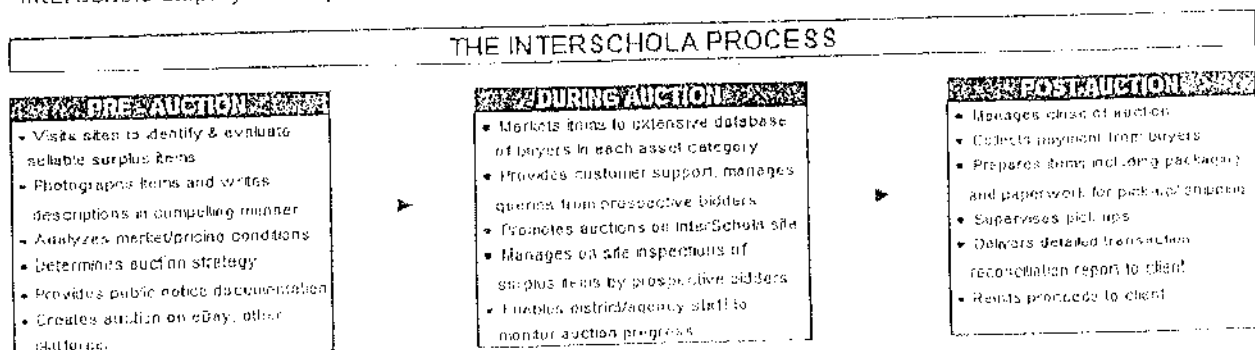 THE INTERSCHOLA PROCESS
PRE-AUCTION
• Visits sites to identify & evaluate
sellable surplus items
• Photographs items and writes
descriptions in compelling manner
• Analyzes market/pricing conditions
• Determines auction strategy
• Provides public notice documentation
• Creates auction on eBay, other
DURING AUCTION
• Markets items to extensive database
of buyers in each asset category
• Provides customer support, manages
queries from prospective bidders
• Promotes auctions on InterSchola site
• Manages on site inspections of
surplus items by prospective bidders
• Enables district/agency staff to
monitor auction progress
POST-AUCTION
• Manages close of auction
• Collects payment from buyers
• Prepares items including packaging
and paperwork for pick-up/ shipping
• Supervises pick ups
• Delivers detailed transaction
reconciliation report to client
• Remits proceeds to client